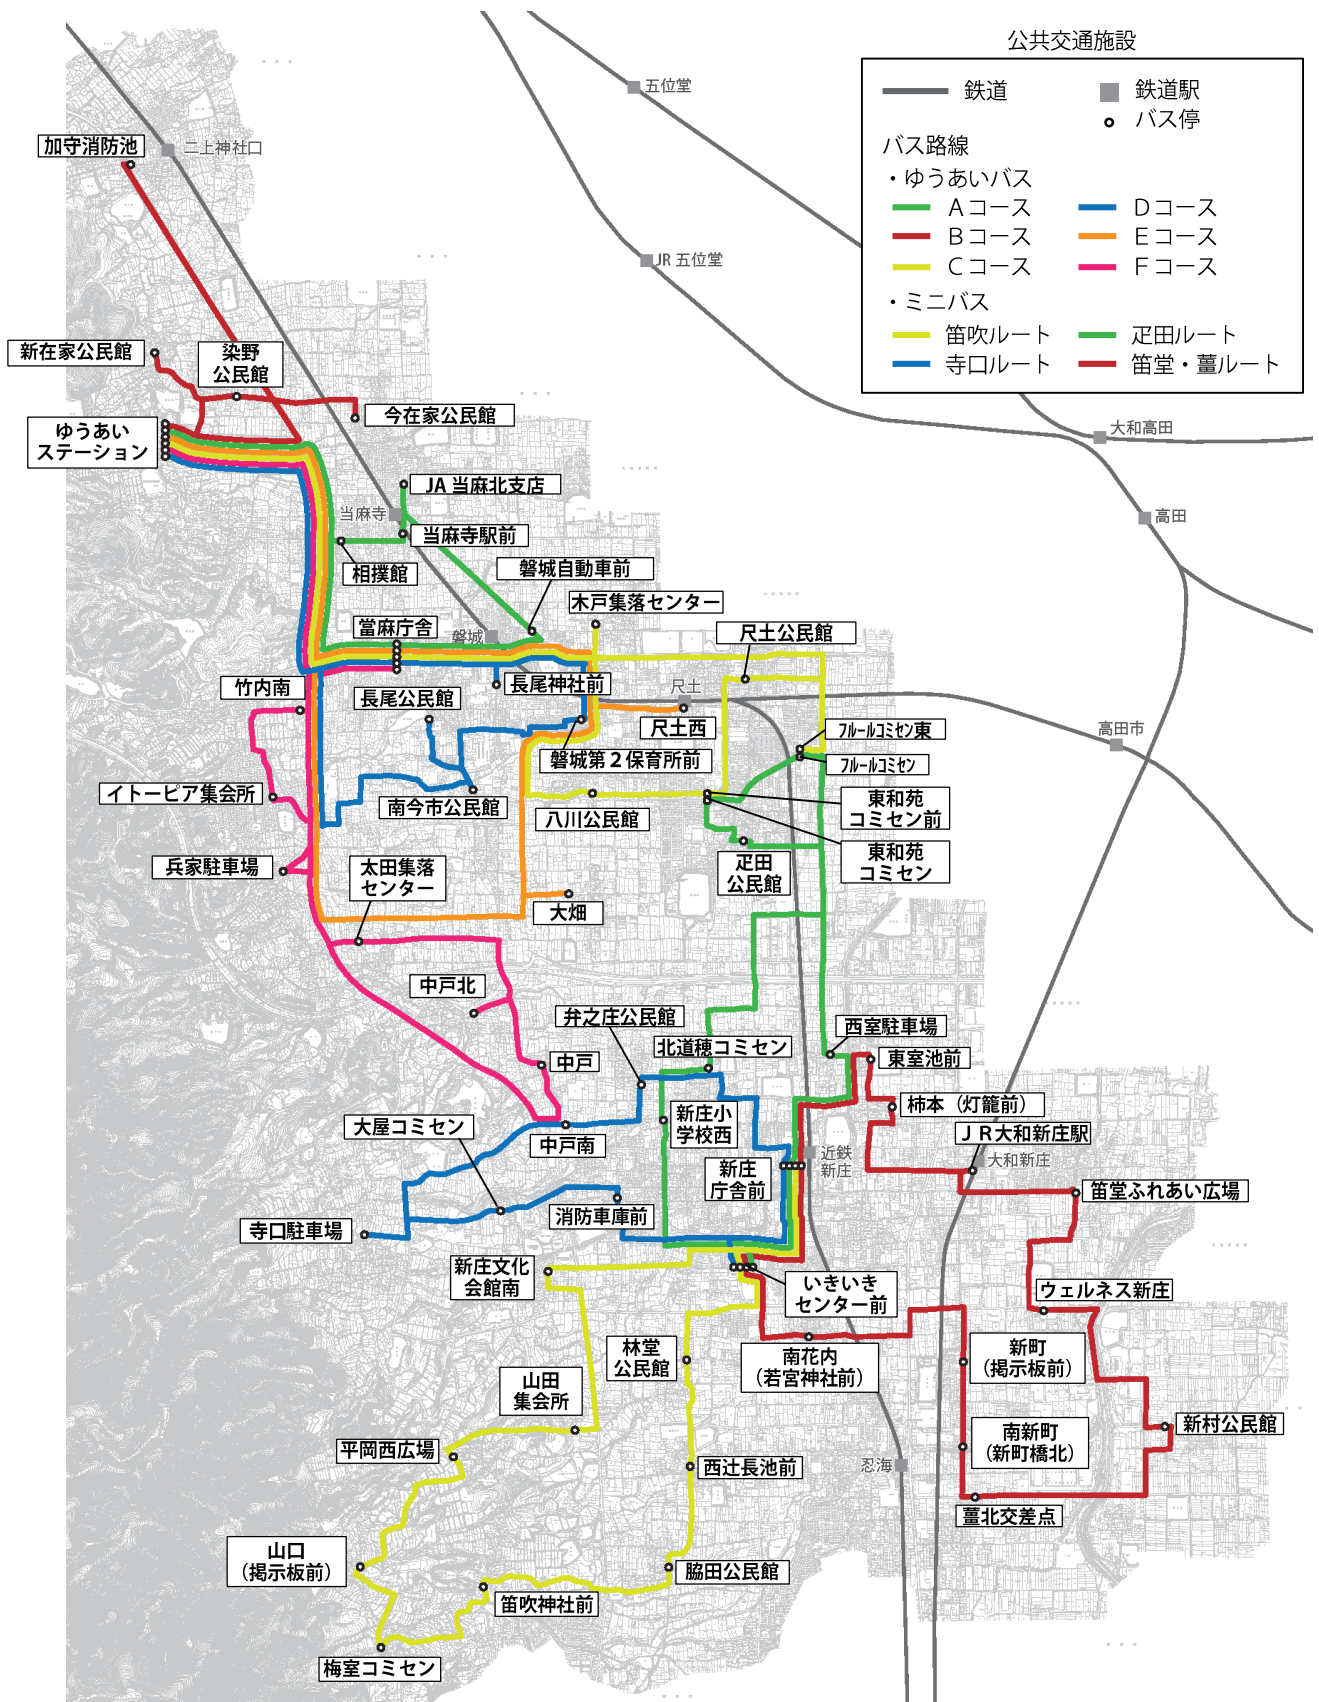 公共交通施設
鉄道
鉄道駅
バス停
バス路線
・ゆうあいバス
Aコース
Dコース
Bコース
Eコース
Cコース
Fコース
・ミニバス
笛吹ルート
疋田ルート
寺口ルート
笛堂・薑ルート
五位堂
JR 五位堂
加守消防池
二上神社口
新在家公民館
染野
公民館
今在家公民館
大和高田
ゆうあい
ステーション
JA 当麻北支店
当麻寺
高田
当麻寺駅前
相撲館
磐城自動車前
木戸集落センター
當麻庁舎
磐城
尺土公民館
竹内南
長尾公民館
長尾神社前
尺土
尺土西
フルールコミセン東
高田市
磐城第2保育所前
フルールコミセン
イトーピア集会所
南今市公民館
八川公民館
東和苑
コミセン前
兵家駐車場
太田集落
センター
疋田
公民館
東和苑
コミセン
大畑
中戸北
弁之庄公民館
西室駐車場
北道穂コミセン
東室池前
中戸
柿本（灯籠前）
大屋コミセン
中戸南
新庄小
学校西
JR大和新庄駅
近鉄
新庄
大和新庄
新庄
庁舎前
笛堂ふれあい広場
寺口駐車場
消防車庫前
新庄文化
会館南
いきいき
センター前
ウェルネス新庄
林堂
公民館
南花内
（若宮神社前）
新町
（掲示板前）
山田
集会所
新村公民館
平岡西広場
南新町
（新町橋北）
西辻長池前
忍海
薑北交差点
山口
（掲示板前）
脇田公民館
笛吹神社前
梅室コミセン